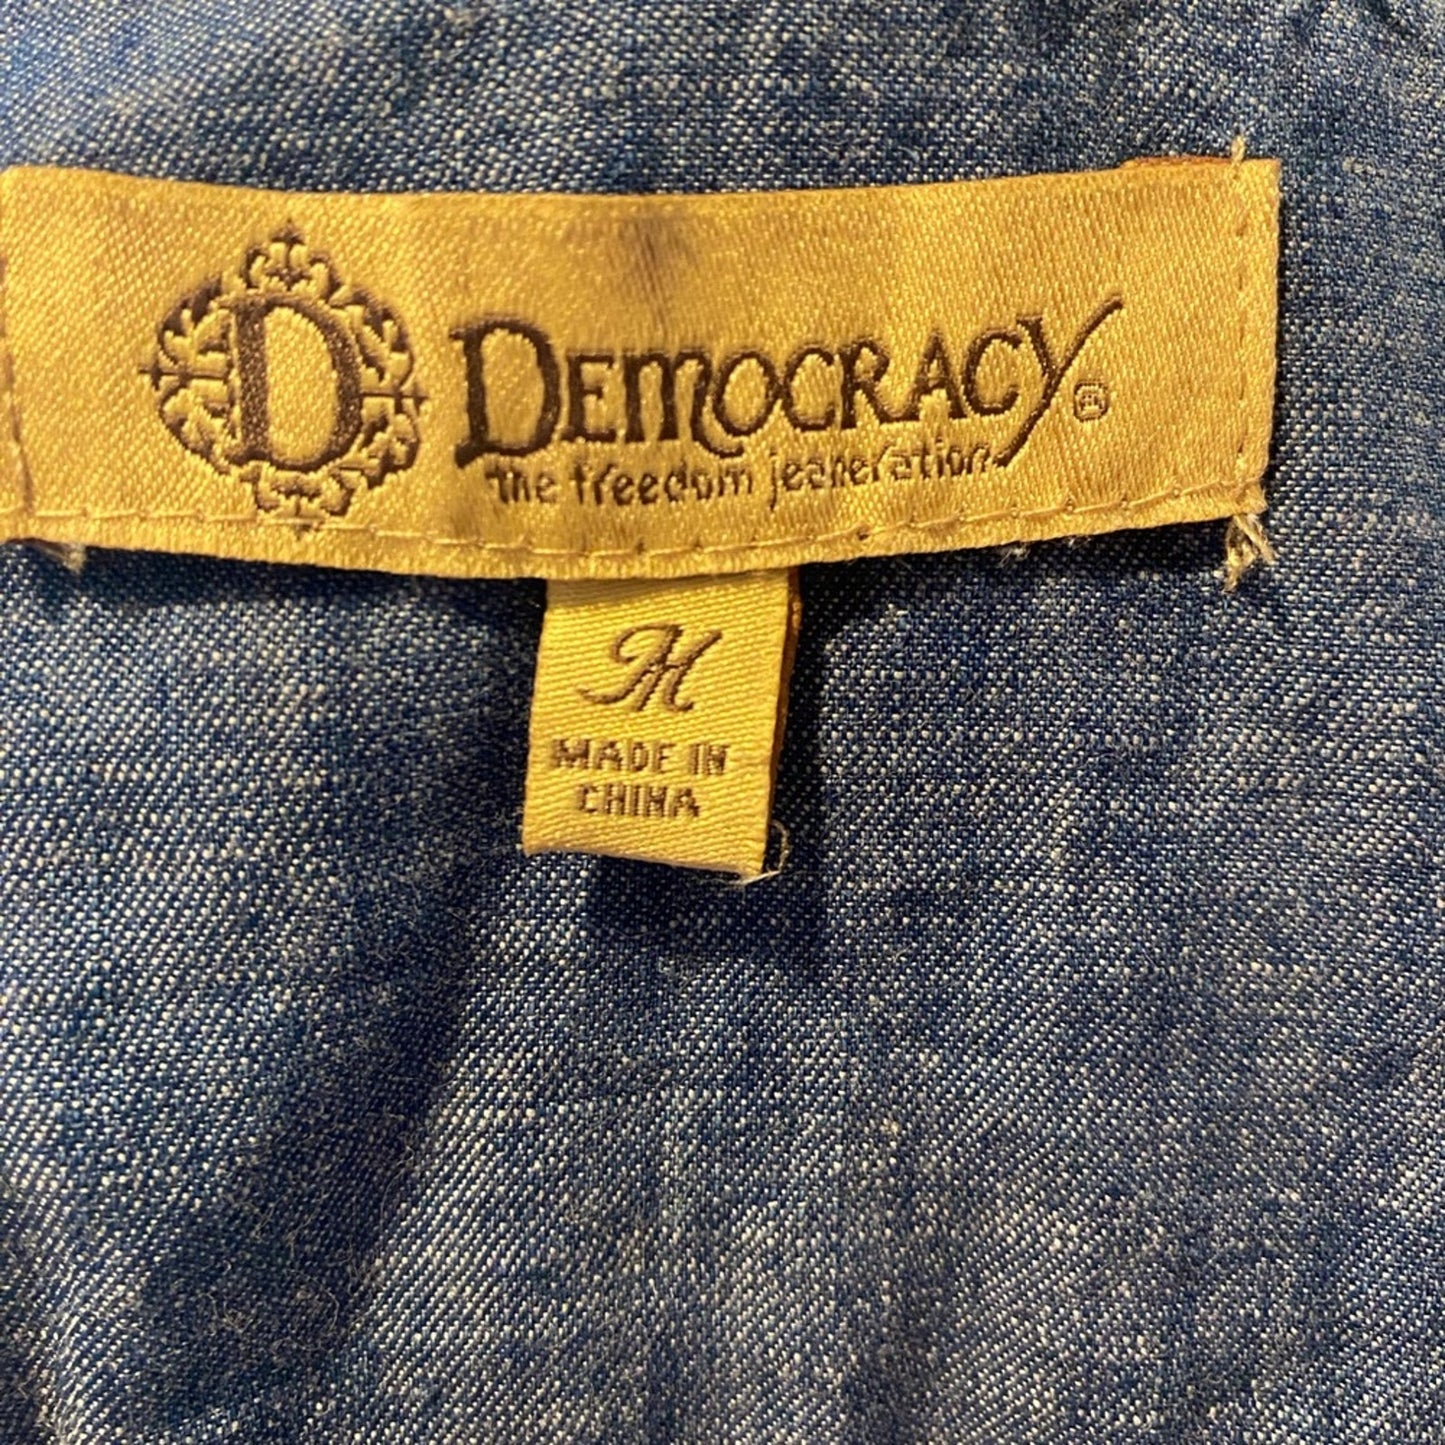 D DEMOCRACY®
the freedom jeaneration
M
MADE IN
CHINA